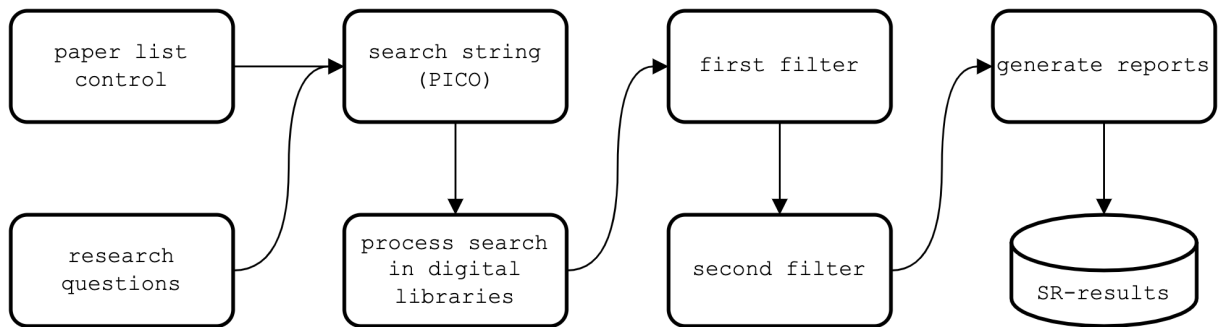 paper list
control
search string
(PICO)
first filter
generate reports
research
questions
process search
in digital
libraries
second filter
SR-results